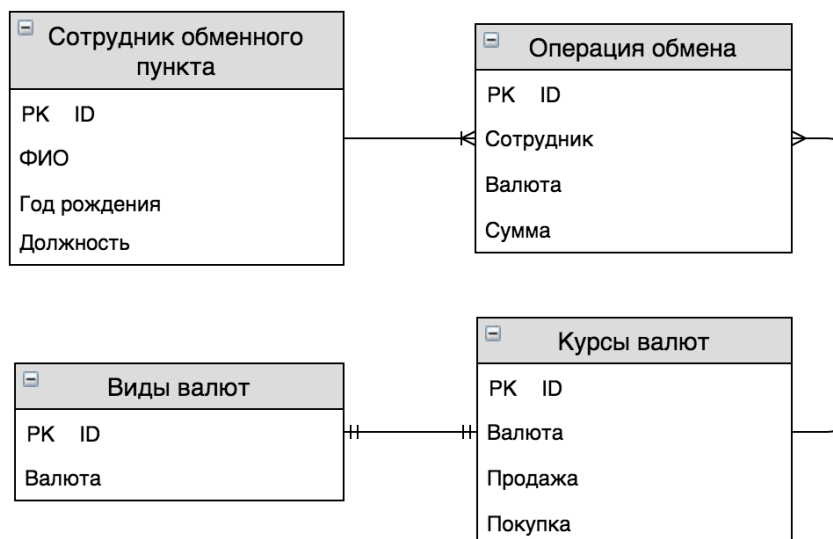 Сотрудник обменного
пункта
PK ID
ФИО
Год рождения
Должность
Операция обмена
PK ID
Сотрудник
Валюта
Сумма
Виды валют
PK ID
Валюта
Курсы валют
PK ID
Валюта
Продажа
Покупка